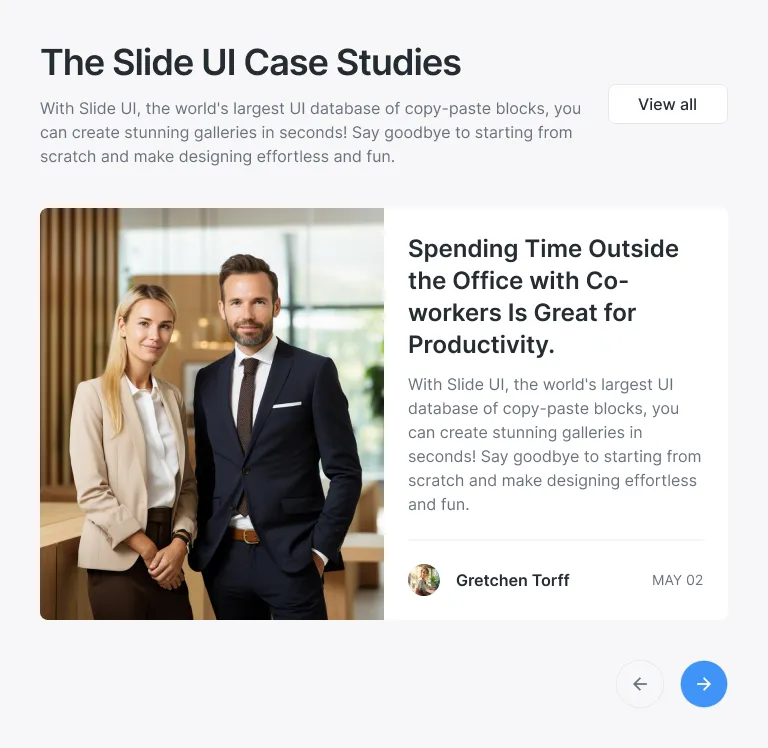 The Slide UI Case Studies
With Slide UI, the world's largest UI database of copy-paste blocks, you
can create stunning galleries in seconds! Say goodbye to starting from
scratch and make designing effortless and fun.
View all
Spending Time Outside
the Office with Co-
workers Is Great for
Productivity.
With Slide UI, the world's largest UI
database of copy-paste blocks, you
can create stunning galleries in
seconds! Say goodbye to starting from
scratch and make designing effortless
and fun.
Gretchen Torff
MAY 02